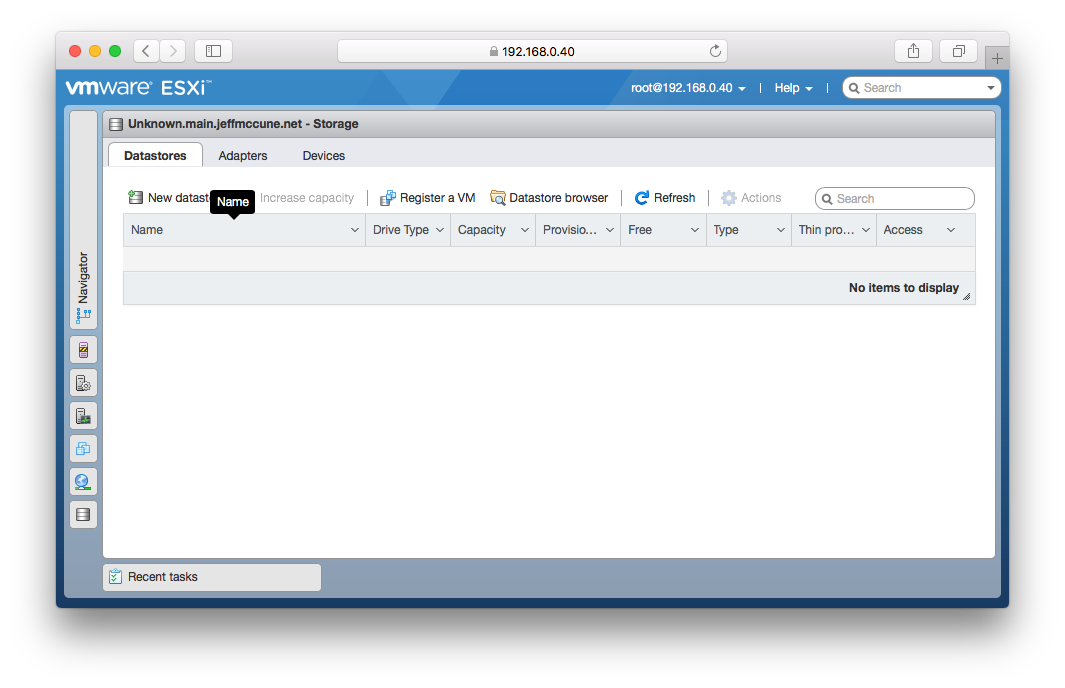 192.168.0.40
vmware® ESXi™
root@192.168.0.40 | Help | Search
Unknown.main.jeffmccune.net - Storage
Datastores Adapters Devices
New datast Increase capacity Register a VM Datastore browser Refresh Actions Search
Name
Name Drive Type Capacity Provisio... Free Type Thin pro... Access
No items to display
Navigator
Recent tasks